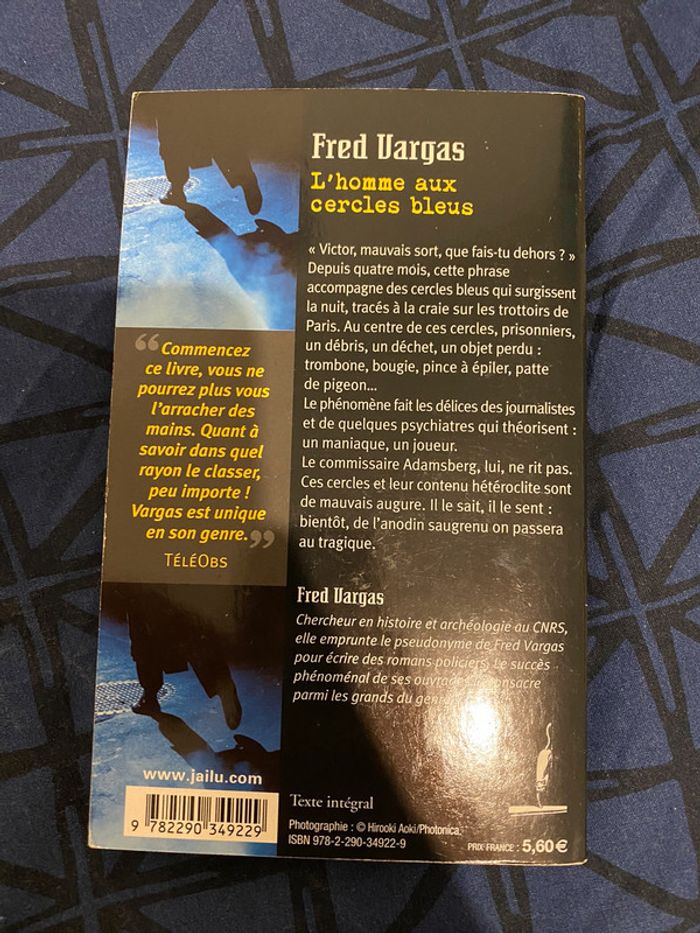 Fred Vargas
L'homme aux
cercles bleus
« Victor, mauvais sort, que fais-tu dehors ? »
Depuis quatre mois, cette phrase
accompagne des cercles bleus qui surgissent
la nuit, tracés à la craie sur les trottoirs de
Paris. Au centre de ces cercles, prisonniers,
un débris, un déchet, un objet perdu :
trombone, bougie, pince à épiler, patte
de pigeon...
Le phénomène fait les délices des journalistes
et de quelques psychiatres qui théorisent :
un maniaque, un joueur.
Le commissaire Adamsberg, lui, ne rit pas.
Ces cercles et leur contenu hétéroclite sont
de mauvais augure. Il le sait, il le sent :
bientôt, de l'anodin saugrenu on passera
au tragique.
“ Commencez
ce livre, vous ne
pourrez plus vous
l'arracher des
mains. Quant à
savoir dans quel
rayon le classer,
peu importe !
Vargas est unique
en son genre. ”
TÉLÉOBS
Fred Vargas
Chercheur en histoire et archéologie au CNRS,
elle emprunte le pseudonyme de Fred Vargas
pour écrire des romans policiers. Le succès
phénoménal de ses ouvrages consacre
parmi les grands du genre
www.jailu.com
9 782290 349229
Texte intégral
Photographie : © Hirooki Aoki/Photonica.
ISBN 978-2-290-34922-9
PRIX FRANCE : 5,60 €